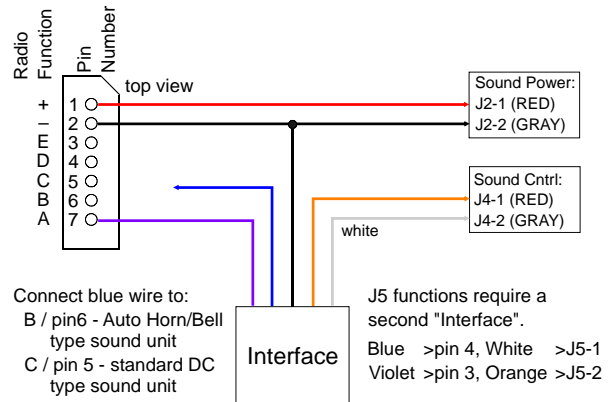 Radio
Function
Pin
Number
top view
+ 1
– 2
E 3
D 4
C 5
B 6
A 7
Sound Power:
J2-1 (RED)
J2-2 (GRAY)
Sound Cntrl:
J4-1 (RED)
J4-2 (GRAY)
white
Connect blue wire to:
B / pin6 - Auto Horn/Bell
type sound unit
C / pin 5 - standard DC
type sound unit
Interface
J5 functions require a
second "Interface".
Blue >pin 4, White >J5-1
Violet >pin 3, Orange >J5-2